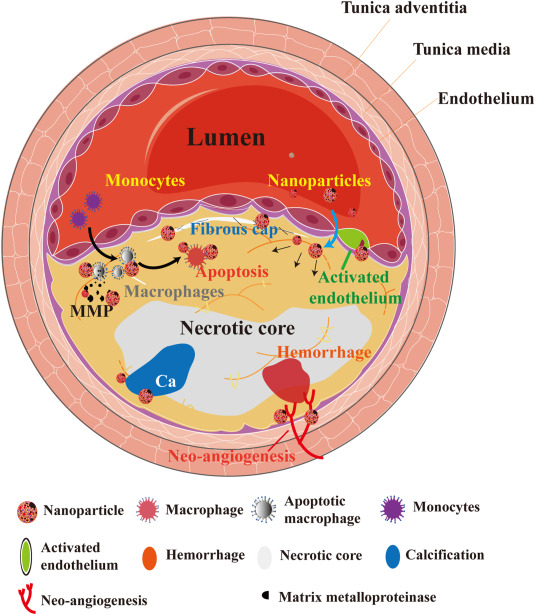 Tunica adventitia
Tunica media
Endothelium
Lumen
Monocytes
Nanoparticles
Fibrous cap
Apoptosis
Activated
endothelium
Macrophages
MMP
Necrotic core
Hemorrhage
Ca
Neo-angiogenesis
Nanoparticle
Macrophage
Apoptotic
macrophage
Monocytes
Activated
endothelium
Hemorrhage
Necrotic core
Calcification
Neo-angiogenesis
Matrix metalloproteinase